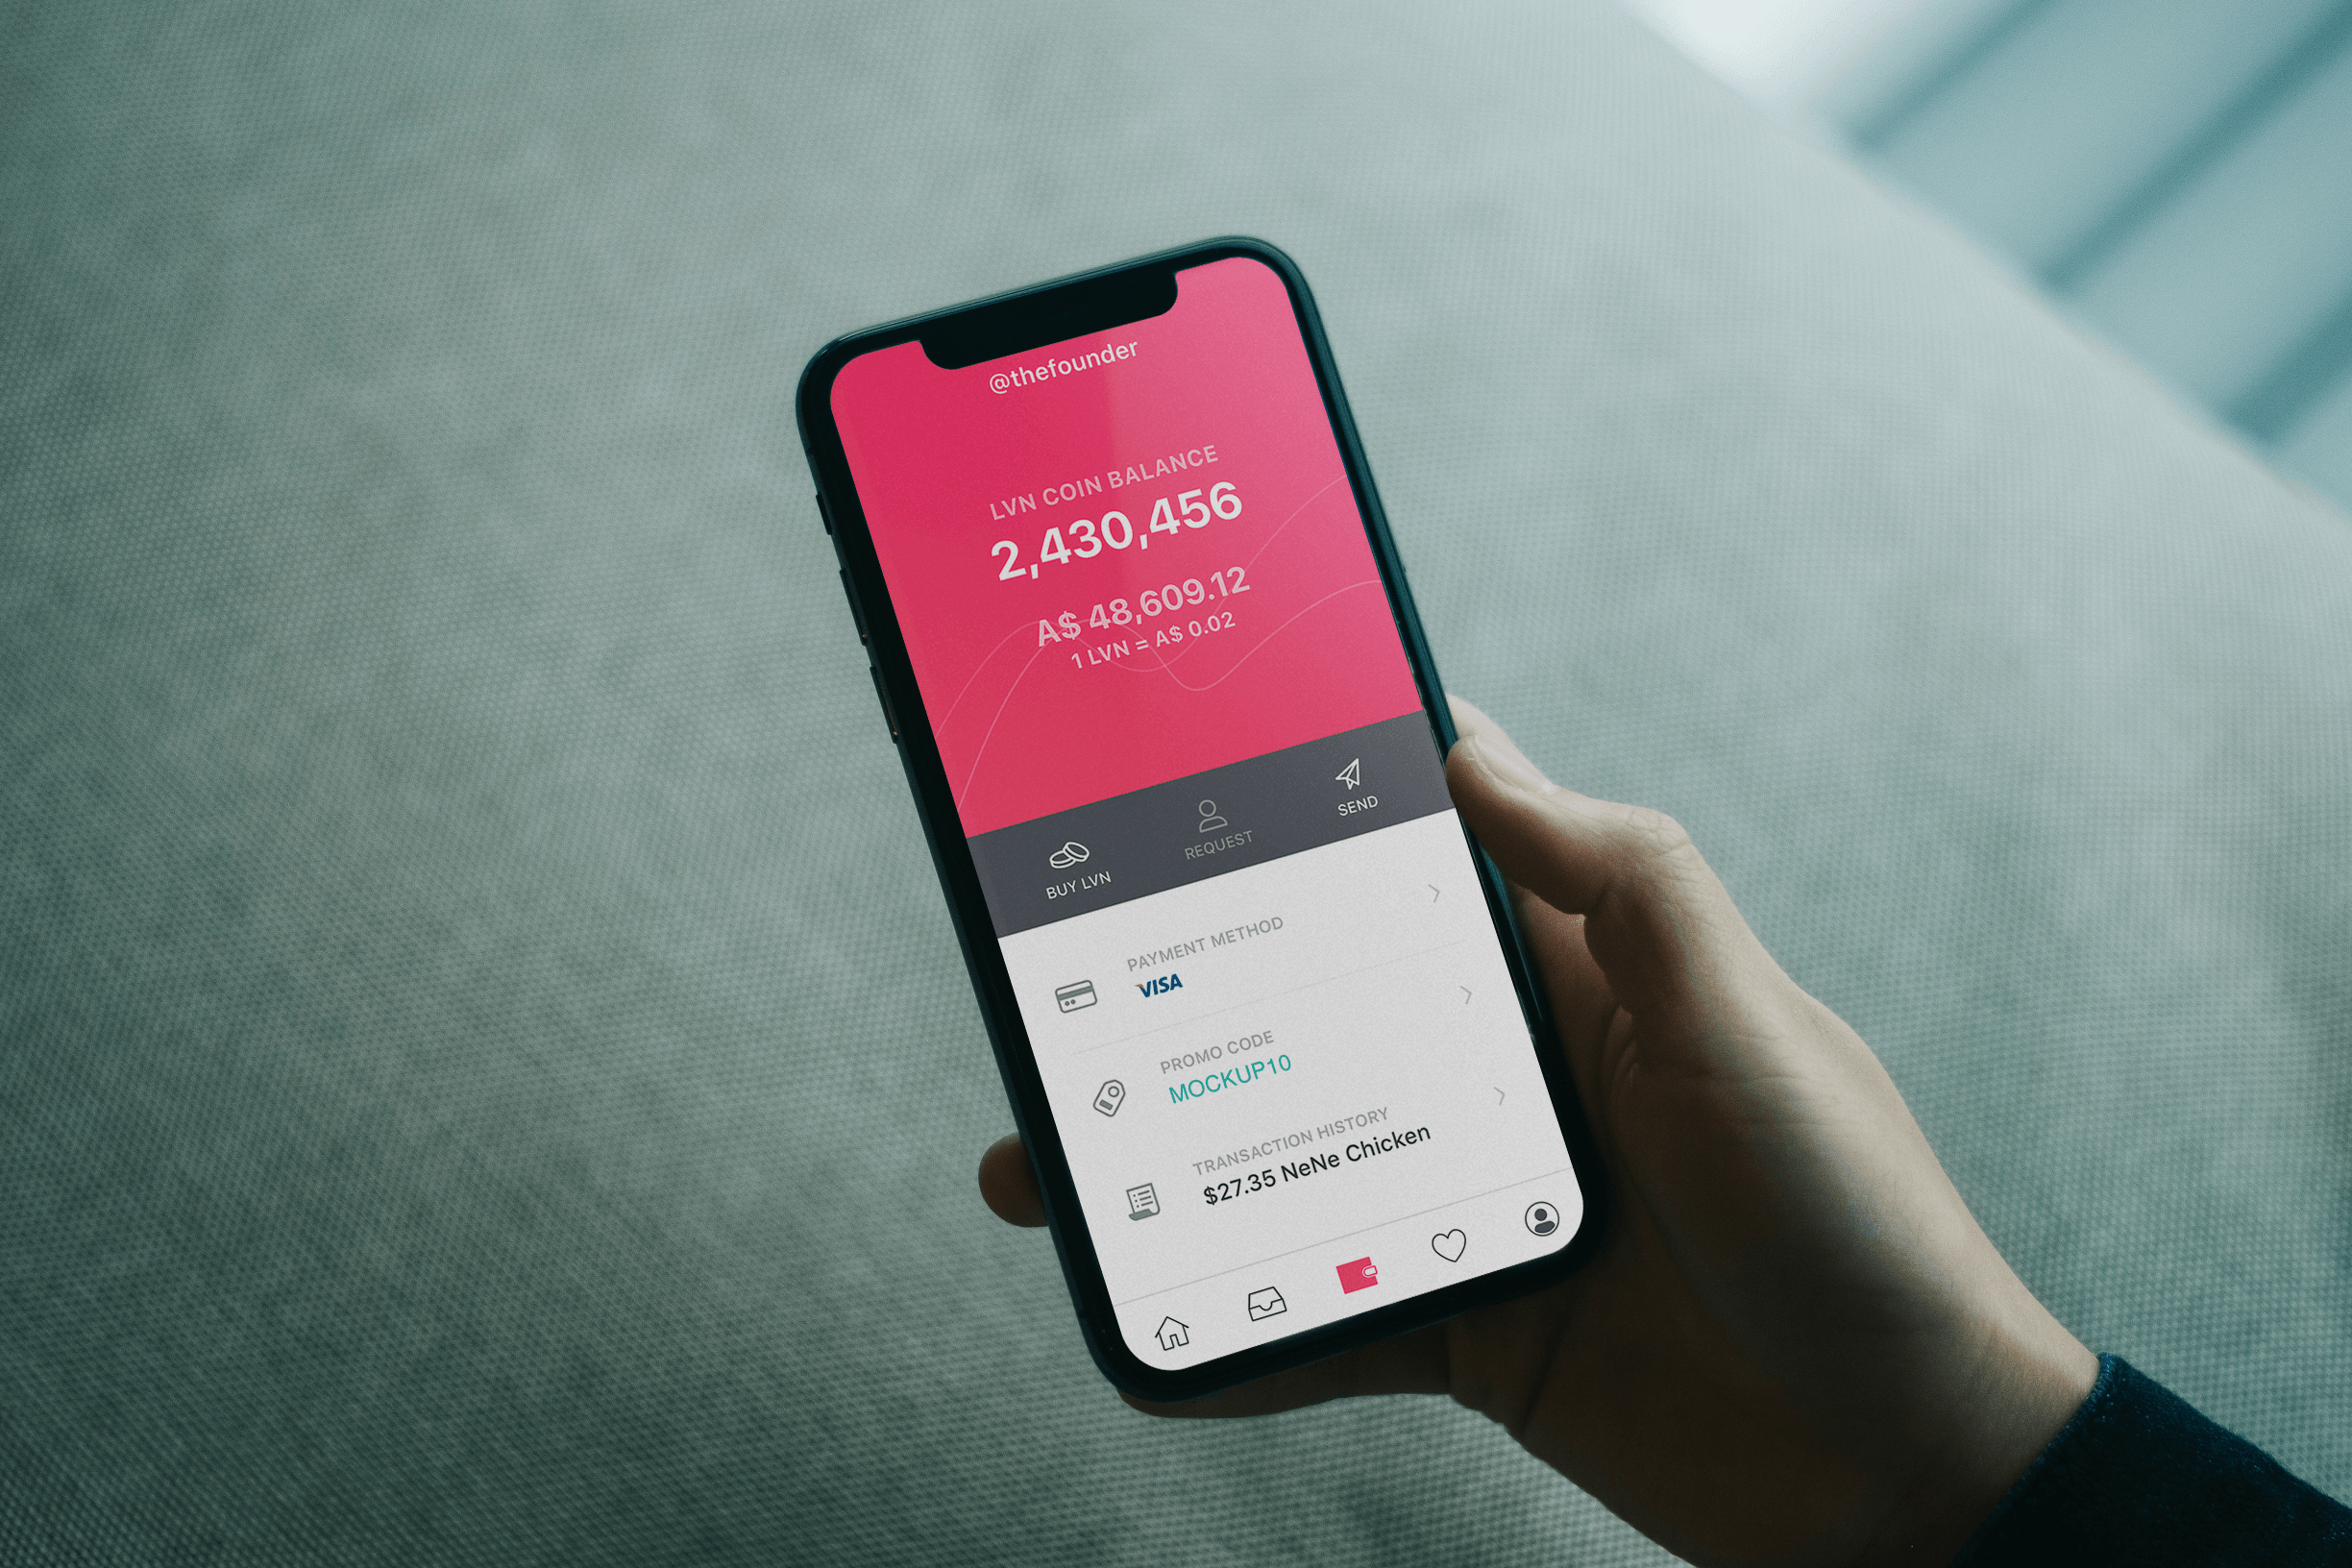 @thefounder
LVN COIN BALANCE
2,430,456
A$ 48,609.12
1 LVN = A$ 0.02
BUY LVN
REQUEST
SEND
PAYMENT METHOD
VISA
PROMO CODE
MOCKUP10
TRANSACTION HISTORY
$27.35 NeNe Chicken